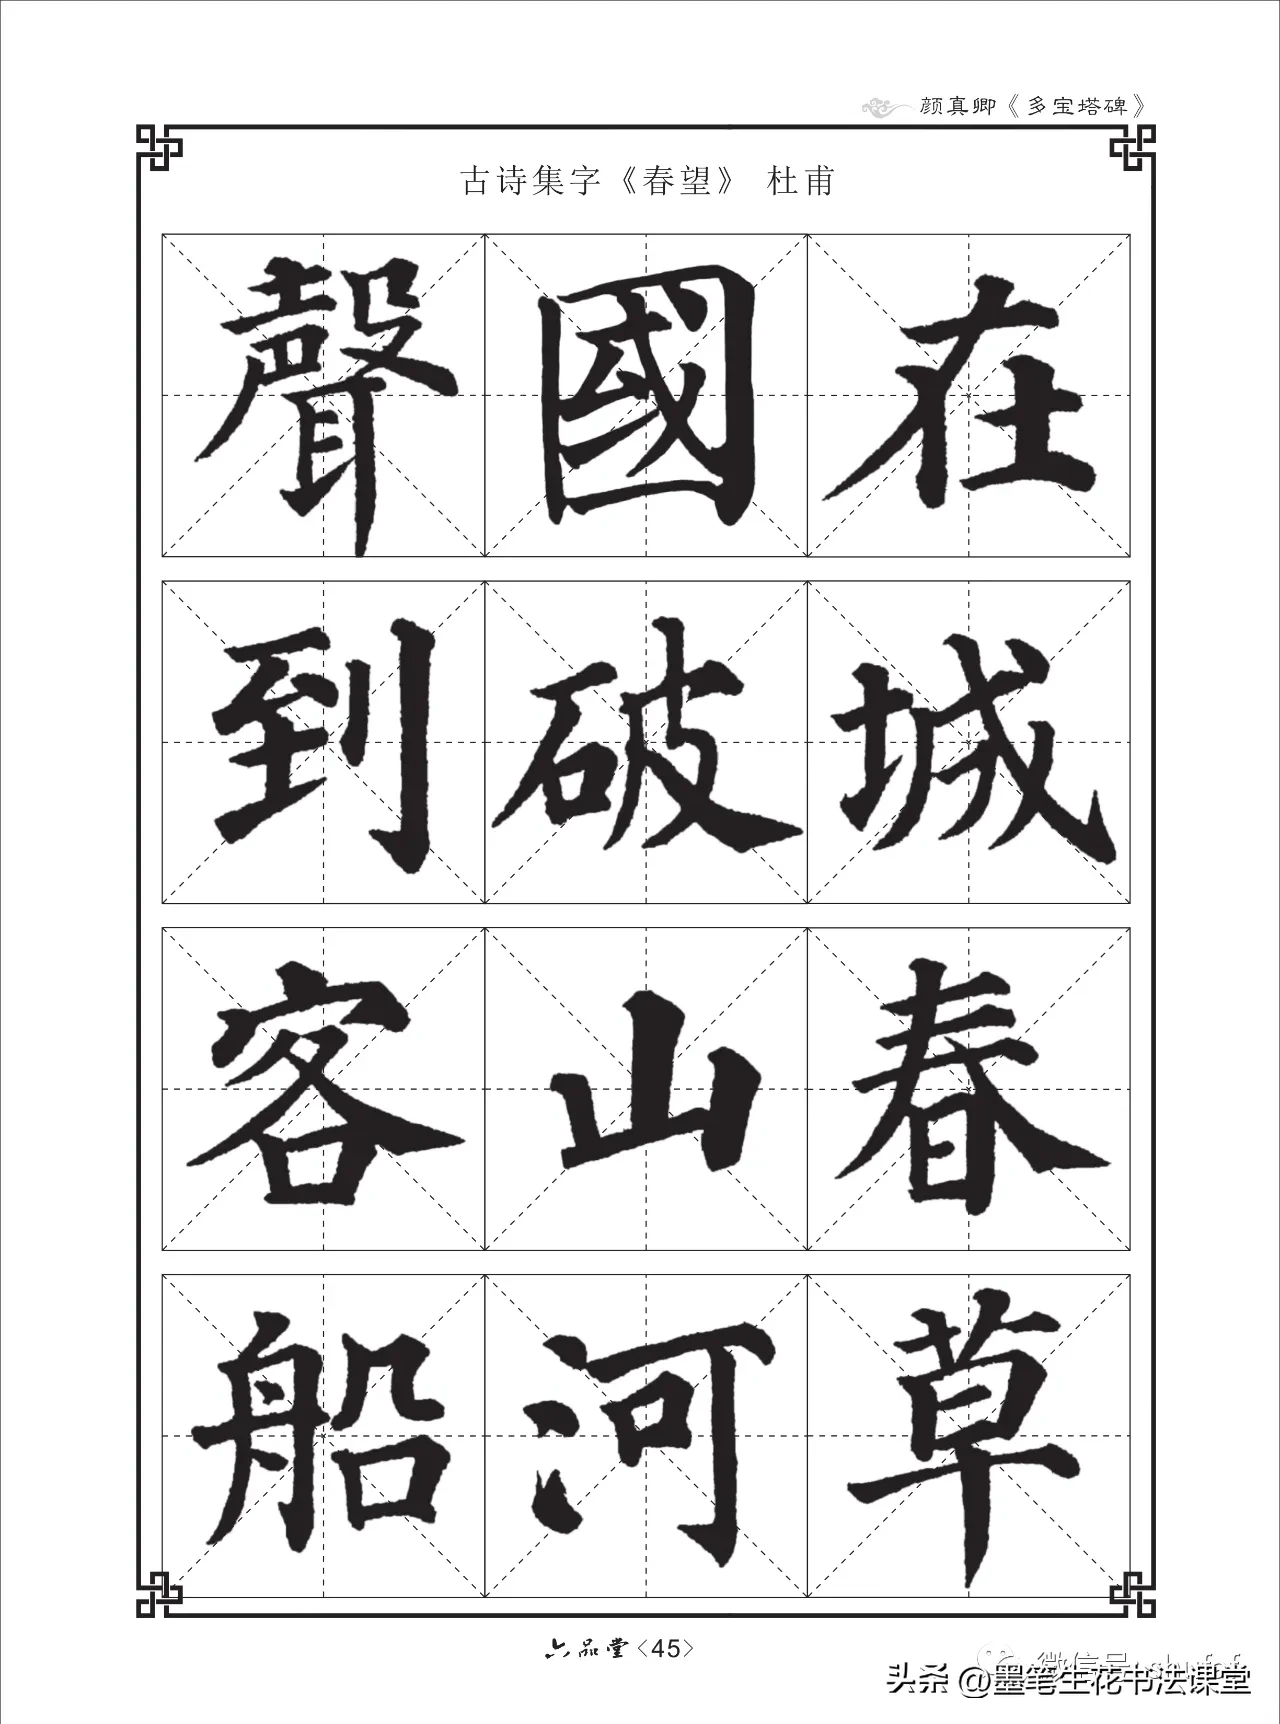 颜真卿《多宝塔碑》
古诗集字《春望》 杜甫
聲到客船
國破山河
在城春草
六品堂<45>
微信号:
头条 @墨笔生花书法课堂